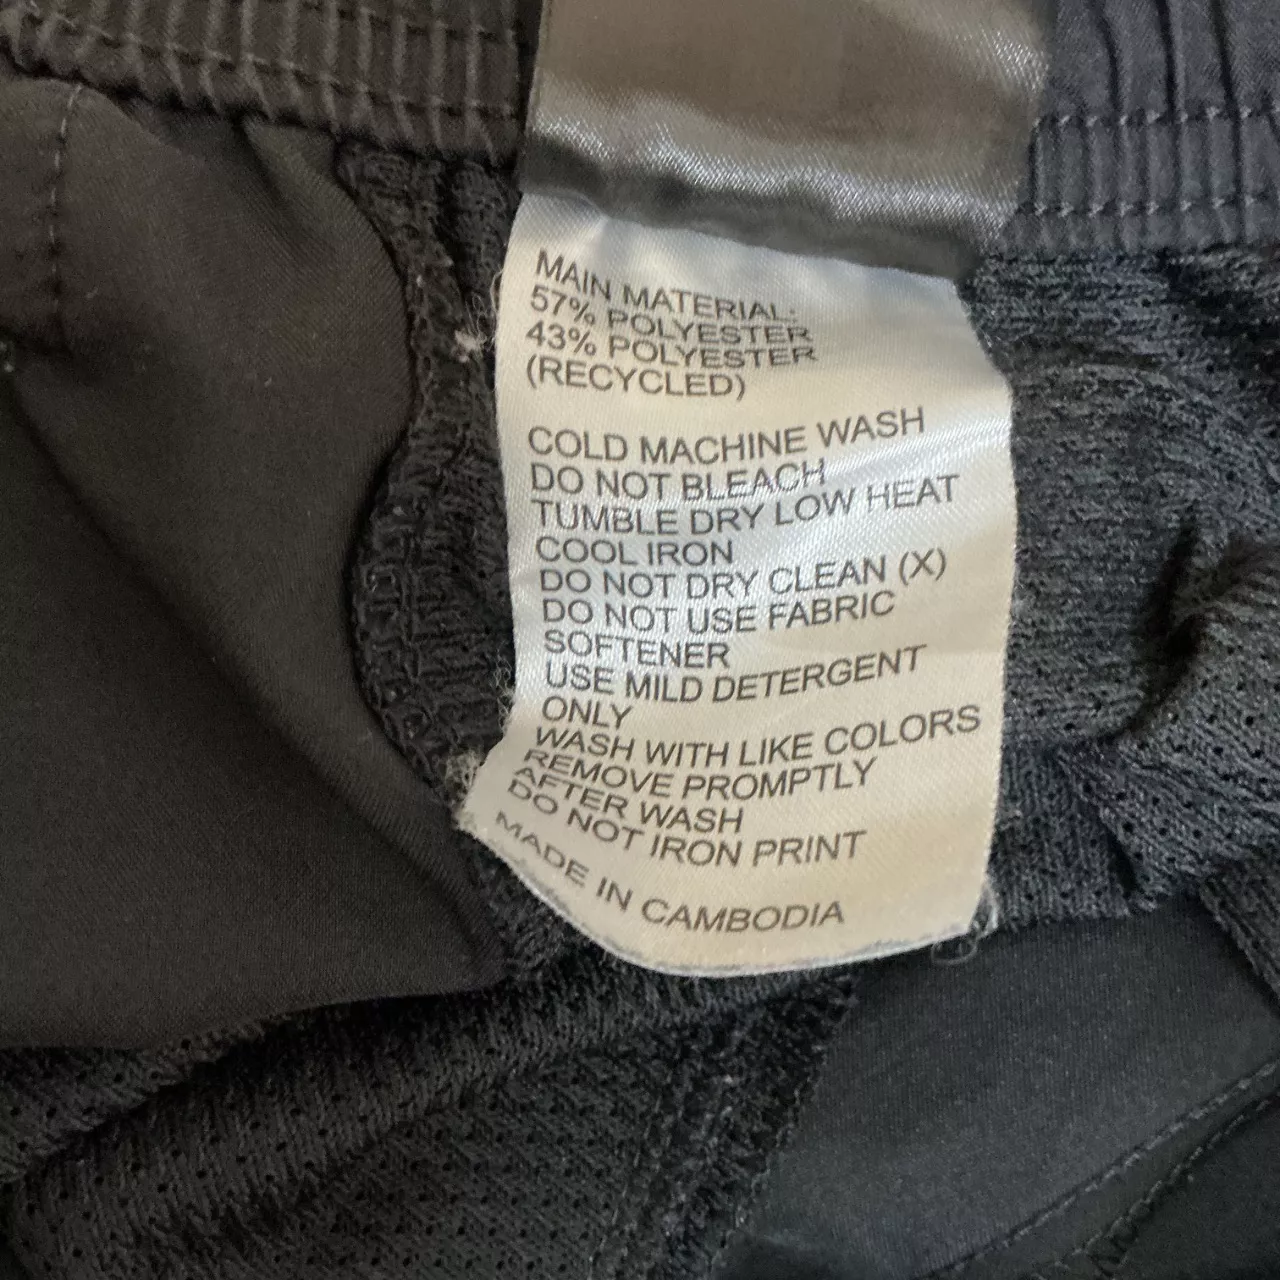 MAIN MATERIAL:
57% POLYESTER
43% POLYESTER
(RECYCLED)
COLD MACHINE WASH
DO NOT BLEACH
TUMBLE DRY LOW HEAT
COOL IRON
DO NOT DRY CLEAN (X)
DO NOT USE FABRIC
SOFTENER
USE MILD DETERGENT
ONLY
WASH WITH LIKE COLORS
REMOVE PROMPTLY
AFTER WASH
DO NOT IRON PRINT
MADE IN CAMBODIA